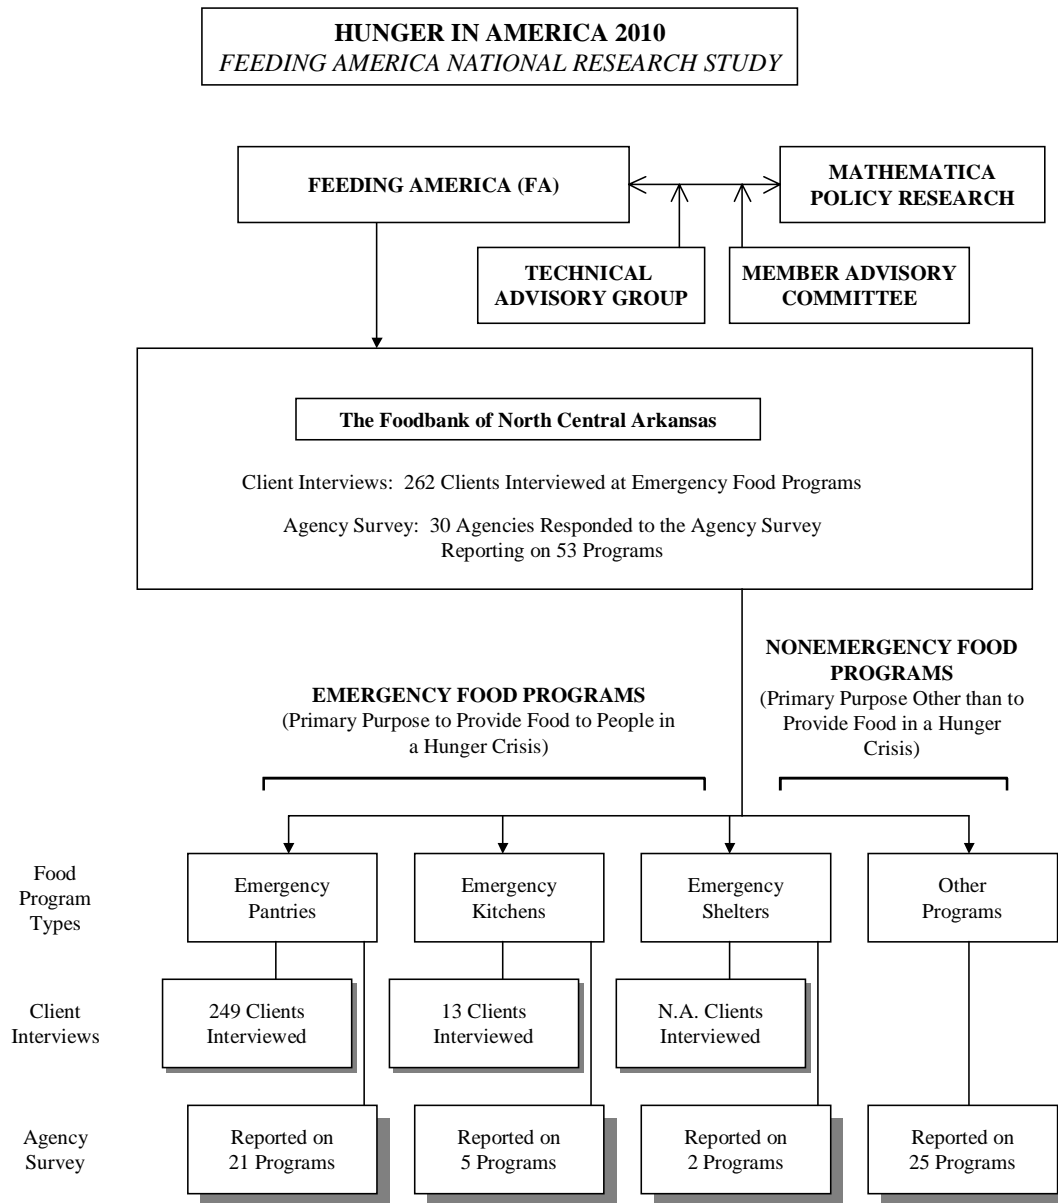 HUNGER IN AMERICA 2010
FEEDING AMERICA NATIONAL RESEARCH STUDY
FEEDING AMERICA (FA)
MATHEMATICA
POLICY RESEARCH
TECHNICAL
ADVISORY GROUP
MEMBER ADVISORY
COMMITTEE
The Foodbank of North Central Arkansas
Client Interviews: 262 Clients Interviewed at Emergency Food Programs
Agency Survey: 30 Agencies Responded to the Agency Survey
Reporting on 53 Programs
EMERGENCY FOOD PROGRAMS
(Primary Purpose to Provide Food to People in
a Hunger Crisis)
NONEMERGENCY FOOD
PROGRAMS
(Primary Purpose Other than to
Provide Food in a Hunger
Crisis)
Food
Program
Types
Emergency
Pantries
Emergency
Kitchens
Emergency
Shelters
Other
Programs
Client
Interviews
249 Clients
Interviewed
13 Clients
Interviewed
N.A. Clients
Interviewed
Agency
Survey
Reported on
21 Programs
Reported on
5 Programs
Reported on
2 Programs
Reported on
25 Programs